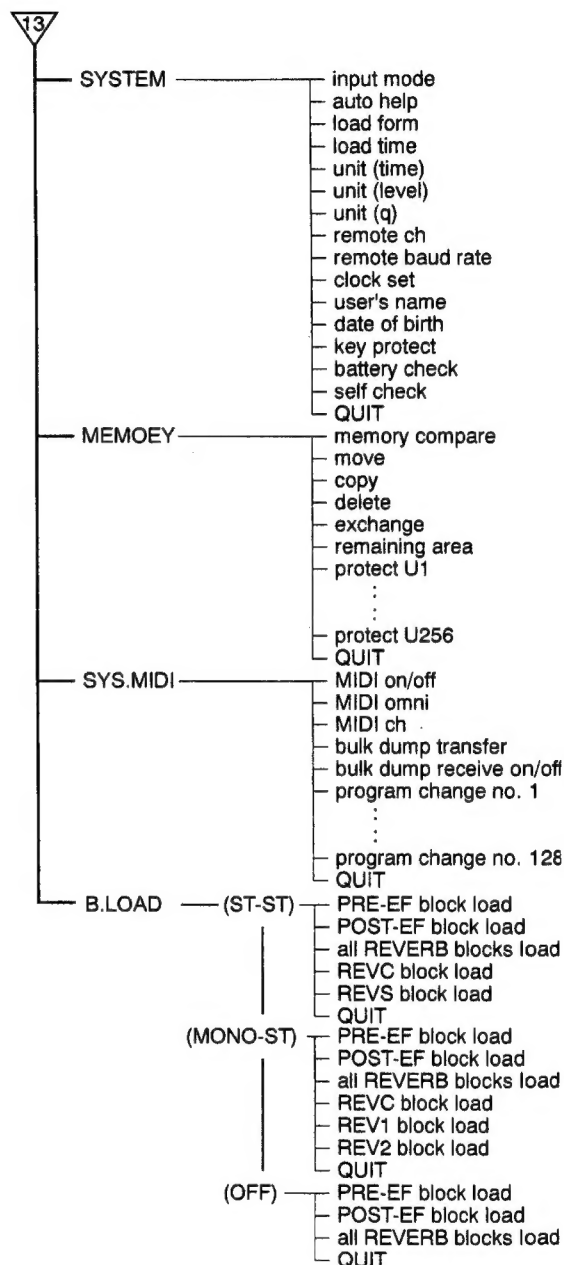 13
SYSTEM
input mode
auto help
load form
load time
unit (time)
unit (level)
unit (q)
remote ch
remote baud rate
clock set
user's name
date of birth
key protect
battery check
self check
QUIT
MEMOEY
memory compare
move
copy
delete
exchange
remaining area
protect U1
protect U256
QUIT
SYS.MIDI
MIDI on/off
MIDI omni
MIDI ch
bulk dump transfer
bulk dump receive on/off
program change no. 1
program change no. 128
QUIT
B.LOAD
(ST-ST)
PRE-EF block load
POST-EF block load
all REVERB blocks load
REVC block load
REVS block load
QUIT
(MONO-ST)
PRE-EF block load
POST-EF block load
all REVERB blocks load
REVC block load
REV1 block load
REV2 block load
QUIT
(OFF)
PRE-EF block load
POST-EF block load
all REVERB blocks load
QUIT